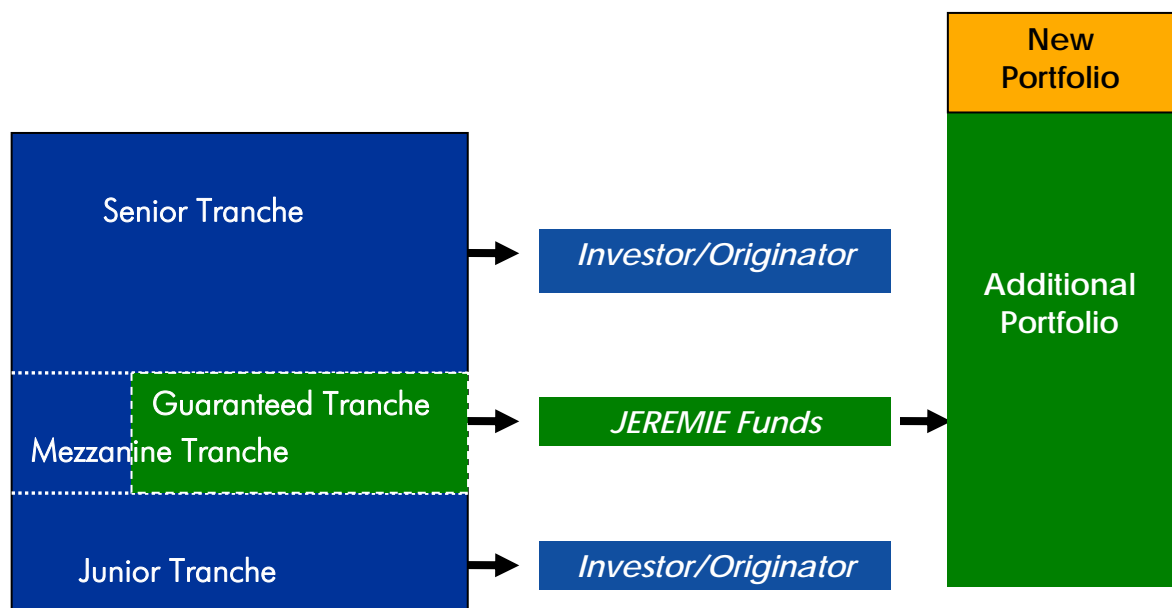 New
Portfolio
Senior Tranche
Investor/Originator
Additional
Portfolio
Guaranteed Tranche
JEREMIE Funds
Mezzanine Tranche
Junior Tranche
Investor/Originator